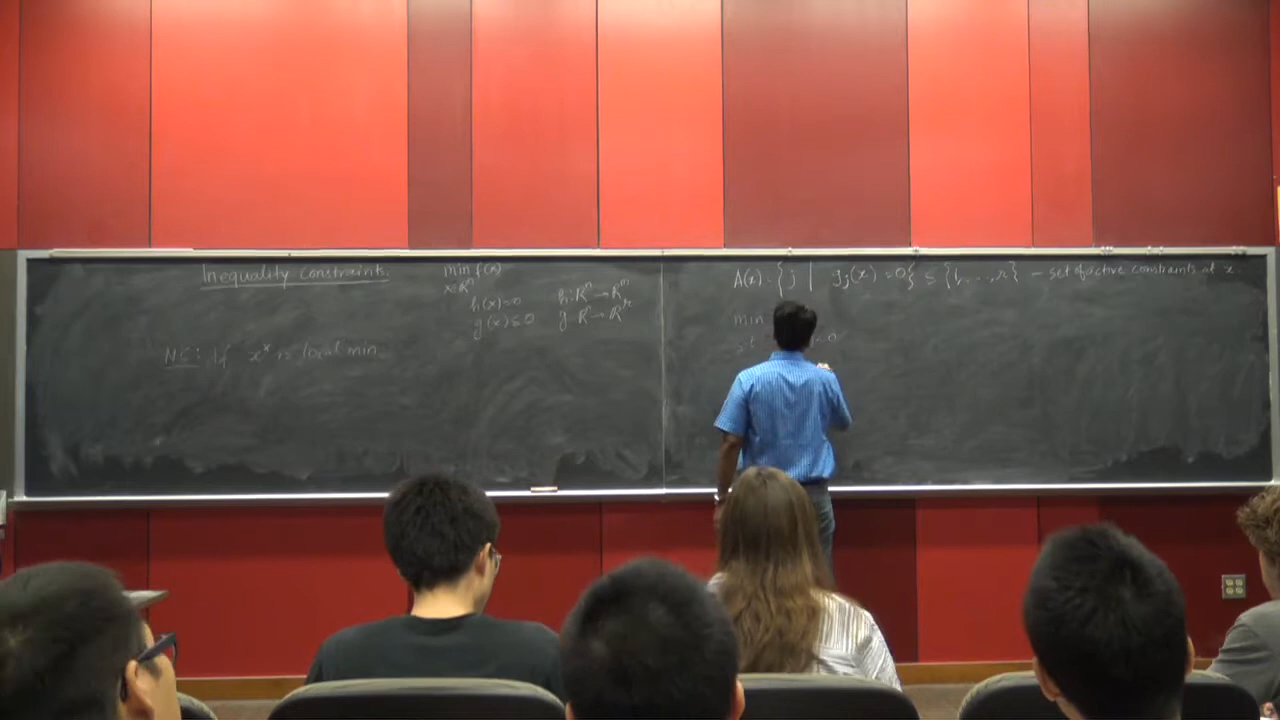 Inequality Constraints.
min f(x)
x∈Rⁿ
h(x)=0 h: Rⁿ → Rᵐ
g(x)≤0 g: Rⁿ → Rʳ
NC: If x* is local min
A(x): { j | gj(x) = 0 } ⊆ {1, ..., r} – set of active constraints at x
min
st